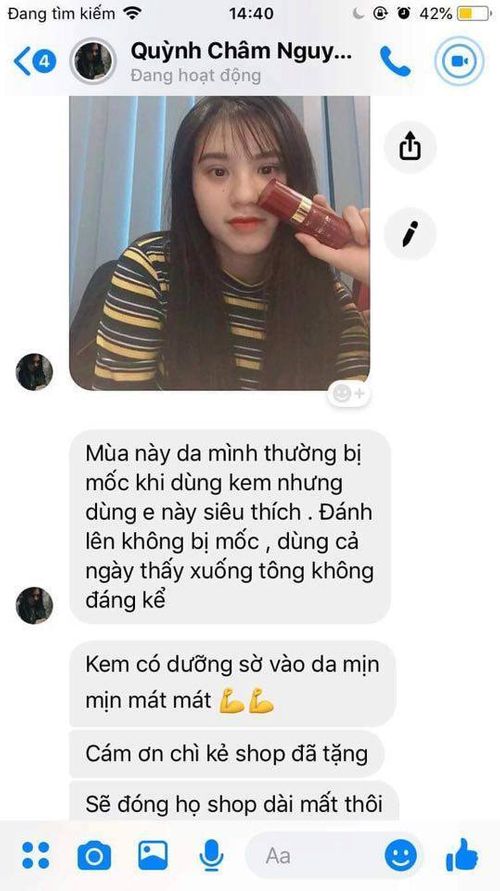 Đang tìm kiếm 14:40 42%
4 Quỳnh Châm Nguy...
Đang hoạt động
Mùa này da mình thường bị
mốc khi dùng kem nhưng
dùng e này siêu thích . Đánh
lên không bị mốc , dùng cả
ngày thấy xuống tông không
đáng kể
Kem có dưỡng sờ vào da mịn
mịn mát mát 💪💪
Cám ơn chì kẻ shop đã tặng
Sẽ đóng họ shop dài mất thôi
Aa